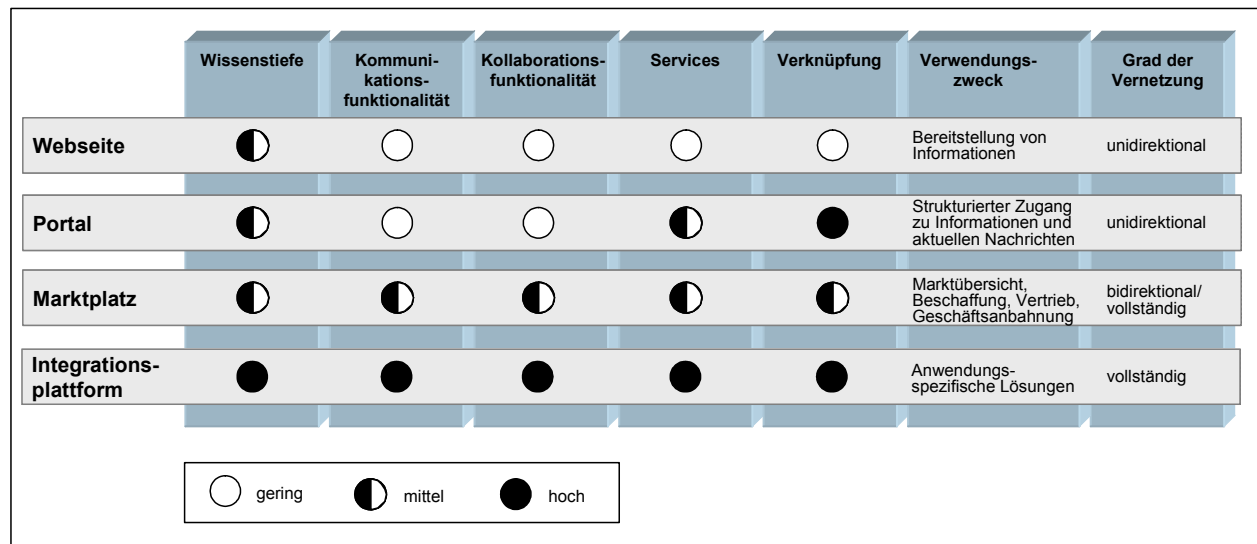 Wissenstiefe
Kommuni-
kations-
funktionalität
Kollaborations-
funktionalität
Services
Verknüpfung
Verwendungs-
zweck
Grad der
Vernetzung
Webseite
Bereitstellung von
Informationen
unidirektional
Portal
Strukturierter Zugang
zu Informationen und
aktuellen Nachrichten
unidirektional
Marktplatz
Marktübersicht,
Beschaffung, Vertrieb,
Geschäftsanbahnung
bidirektional/
vollständig
Integrations-
plattform
Anwendungs-
spezifische Lösungen
vollständig
gering
mittel
hoch